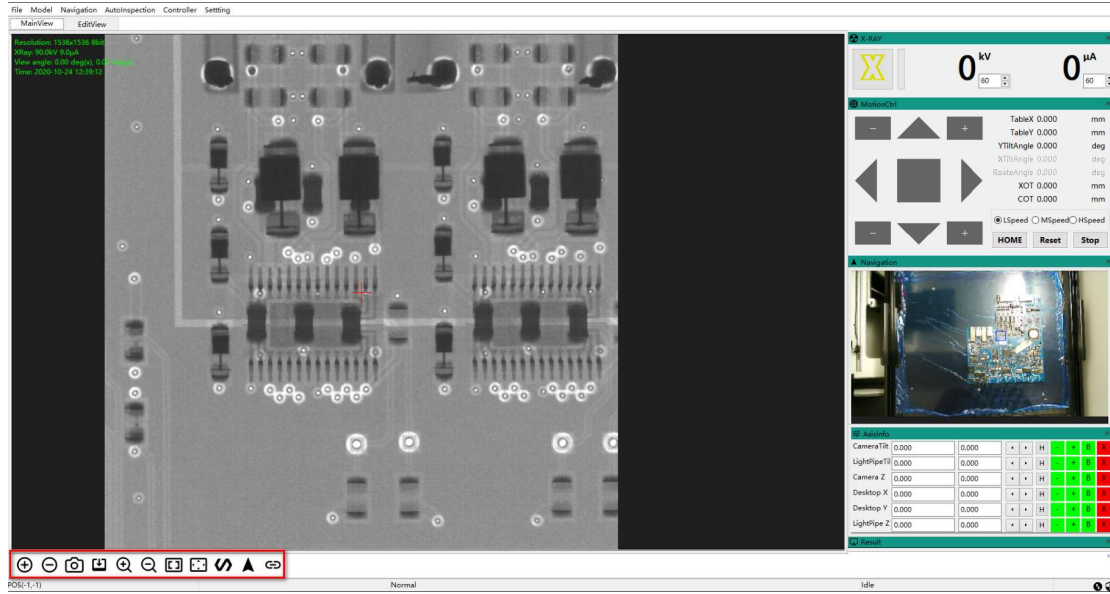 File Model Navigation AutoInspection Controller Settting
MainView EditView
Resolution: 1536x1536 8bit
XRay: 90.0kV 9.0μA
View angle: 0.00 deg(x), 0.0
Time: 2020-10-24 12:39:12
X-RAY
0 kV 60 0 μA 60
MotionCtrl
TableX 0.000 mm
TableY 0.000 mm
YTiltAngle 0.000 deg
XTiltAngle 0.000 deg
RoateAngle 0.000 deg
XOT 0.000 mm
COT 0.000 mm
LSpeed MSpeed HSpeed
HOME Reset Stop
Navigation
AxisInfo
CameraTilt 0.000 0.000 H - + B X
LightPipeTil 0.000 0.000 H - + B X
Camera Z 0.000 0.000 H - + B X
Desktop X 0.000 0.000 H - + B X
Desktop Y 0.000 0.000 H - + B X
LightPipe Z 0.000 0.000 H - + B X
Result
POS(-1,-1) Normal Idle